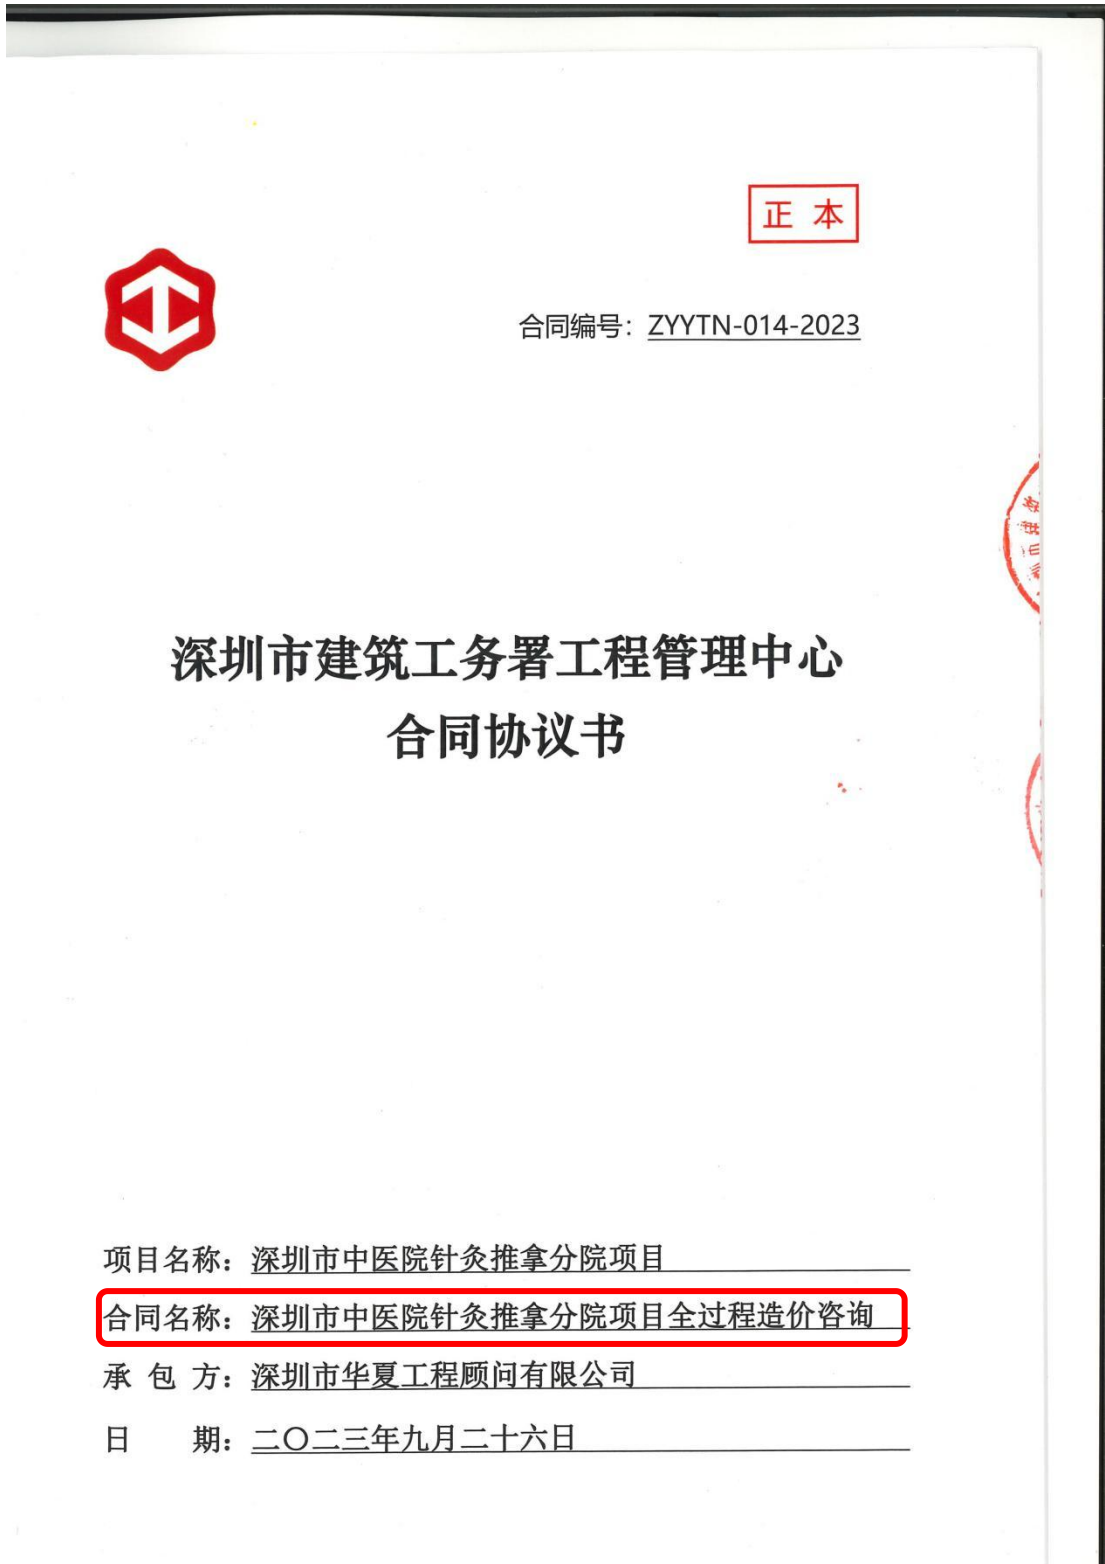 正本
合同编号：ZYYTN-014-2023
深圳市建筑工务署工程管理中心
合同协议书
项目名称：深圳市中医院针灸推拿分院项目
合同名称：深圳市中医院针灸推拿分院项目全过程造价咨询
承包方：深圳市华夏工程顾问有限公司
日期：二〇二三年九月二十六日